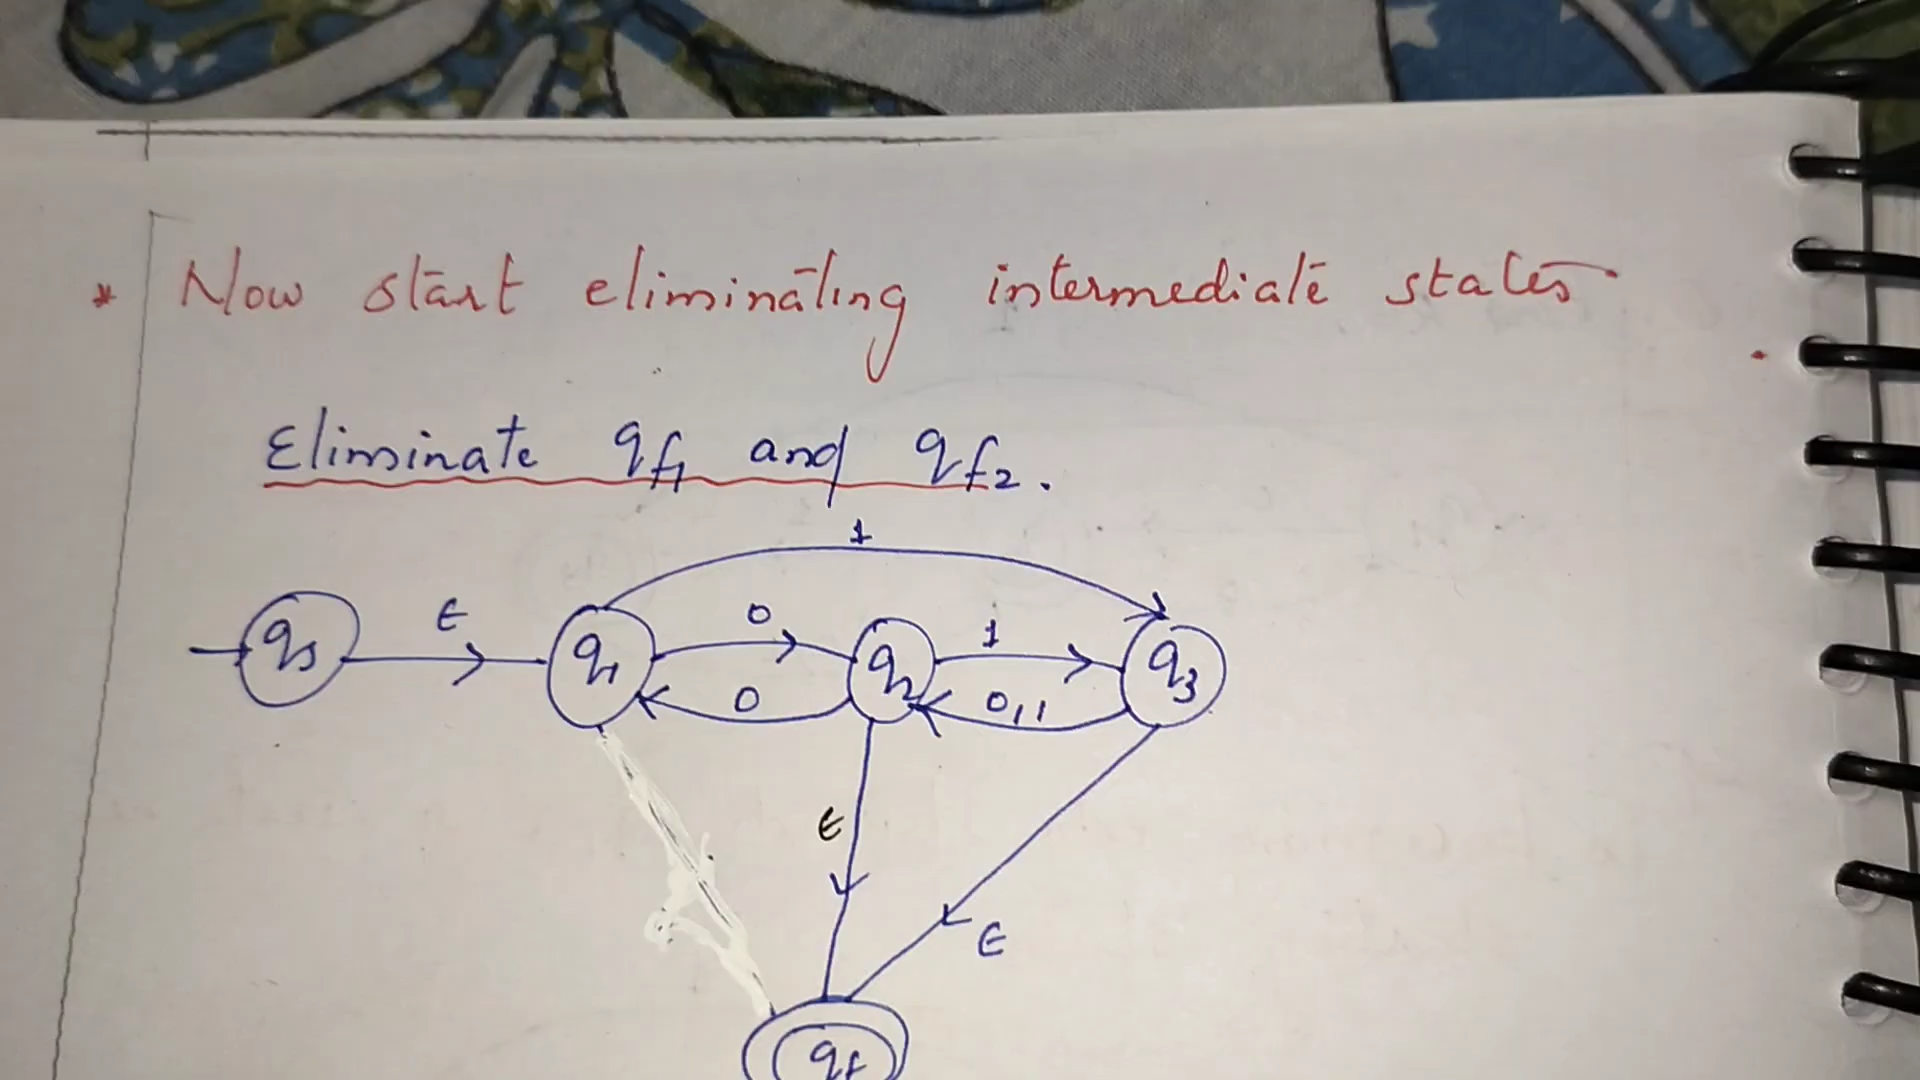 * Now start eliminating intermediate states
Eliminate qf1 and qf2.
1
qs ε q1 0 q2 1 q3
0 0,1
ε
ε
qf